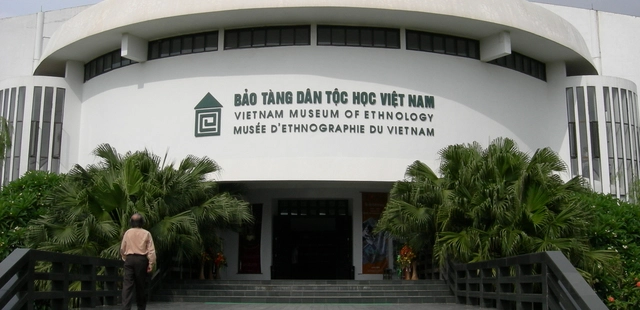 BẢO TÀNG DÂN TỘC HỌC VIỆT NAM
VIETNAM MUSEUM OF ETHNOLOGY
MUSÉE D'ETHNOGRAPHIE DU VIETNAM